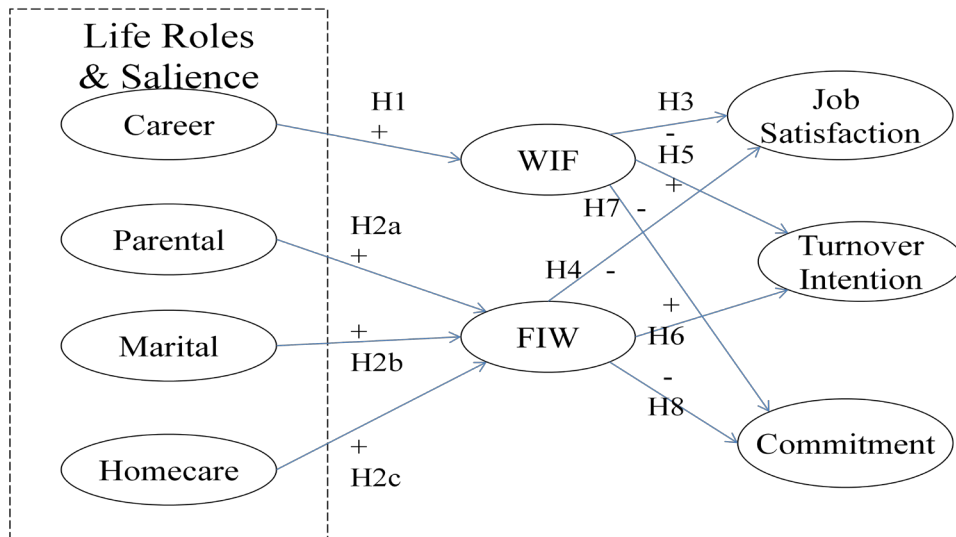 Life Roles
& Salience
Career
Parental
Marital
Homecare
H1
+
H2a
+
+
H2b
+
H2c
WIF
FIW
H3
-
H5
+
H7 -
H4 -
+
H6
-
H8
Job
Satisfaction
Turnover
Intention
Commitment